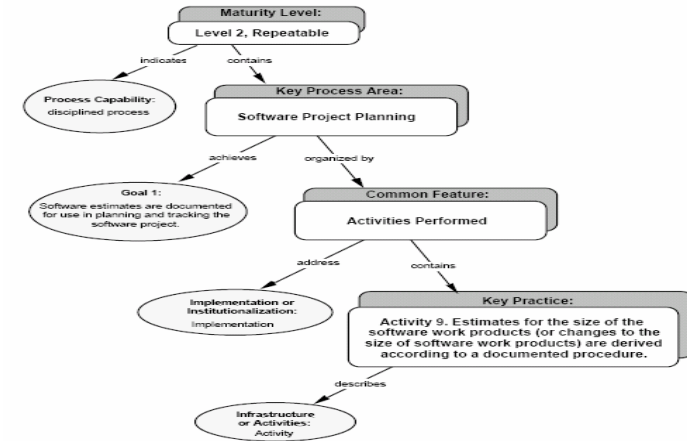 Maturity Level:
Level 2, Repeatable
indicates
contains
Process Capability:
disciplined process
Key Process Area:
Software Project Planning
achieves
organized by
Goal 1:
Software estimates are documented
for use in planning and tracking the
software project.
Common Feature:
Activities Performed
address
contains
Implementation or
Institutionalization:
Implementation
Key Practice:
Activity 9. Estimates for the size of the
software work products (or changes to the
size of software work products) are derived
according to a documented procedure.
describes
Infrastructure
or Activities:
Activity